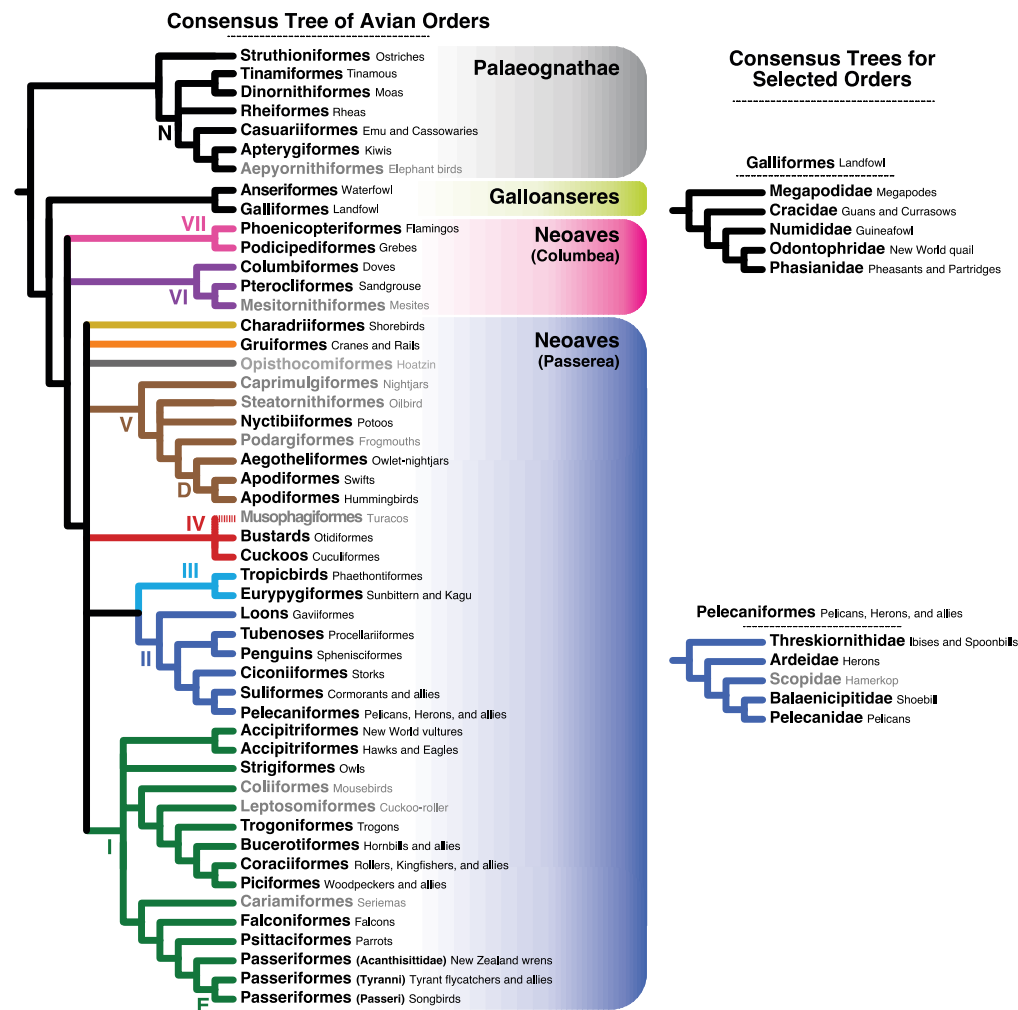 Consensus Tree of Avian Orders
Struthioniformes Ostriches
Tinamiformes Tinamous
Dinornithiformes Moas
Rheiformes Rheas
N
Casuariiformes Emu and Cassowaries
Apterygiformes Kiwis
Aepyornithiformes Elephant birds
Palaeognathae
Anseriformes Waterfowl
Galliformes Landfowl
Galloanseres
VII
Phoenicopteriformes Flamingos
Podicipediformes Grebes
Neoaves
(Columbea)
Columbiformes Doves
Pterocliformes Sandgrouse
VI
Mesitornithiformes Mesites
Charadriiformes Shorebirds
Gruiformes Cranes and Rails
Opisthocomiformes Hoatzin
Neoaves
(Passerea)
Caprimulgiformes Nightjars
Steatornithiformes Oilbird
V
Nyctibiiformes Potoos
Podargiformes Frogmouths
Aegotheliformes Owlet-nightjars
Apodiformes Swifts
D
Apodiformes Hummingbirds
IV
Musophagiformes Turacos
Bustards Otidiformes
Cuckoos Cuculiformes
III
Tropicbirds Phaethontiformes
Eurypygiformes Sunbittern and Kagu
Loons Gaviiformes
Tubenoses Procellariiformes
II
Penguins Sphenisciformes
Ciconiiformes Storks
Suliformes Cormorants and allies
Pelecaniformes Pelicans, Herons, and allies
Accipitriformes New World vultures
Accipitriformes Hawks and Eagles
Strigiformes Owls
Coliiformes Mousebirds
Leptosomiformes Cuckoo-roller
Trogoniformes Trogons
I
Bucerotiformes Hornbills and allies
Coraciiformes Rollers, Kingfishers, and allies
Piciformes Woodpeckers and allies
Cariamiformes Seriemas
Falconiformes Falcons
Psittaciformes Parrots
Passeriformes (Acanthisittidae) New Zealand wrens
Passeriformes (Tyranni) Tyrant flycatchers and allies
Passeriformes (Passeri) Songbirds
F
Consensus Trees for
Selected Orders
Galliformes Landfowl
Megapodidae Megapodes
Cracidae Guans and Currasows
Numididae Guineafowl
Odontophridae New World quail
Phasianidae Pheasants and Partridges
Pelecaniformes Pelicans, Herons, and allies
Threskiornithidae Ibises and Spoonbils
Ardeidae Herons
Scopidae Hamerkop
Balaenicipitidae Shoebill
Pelecanidae Pelicans